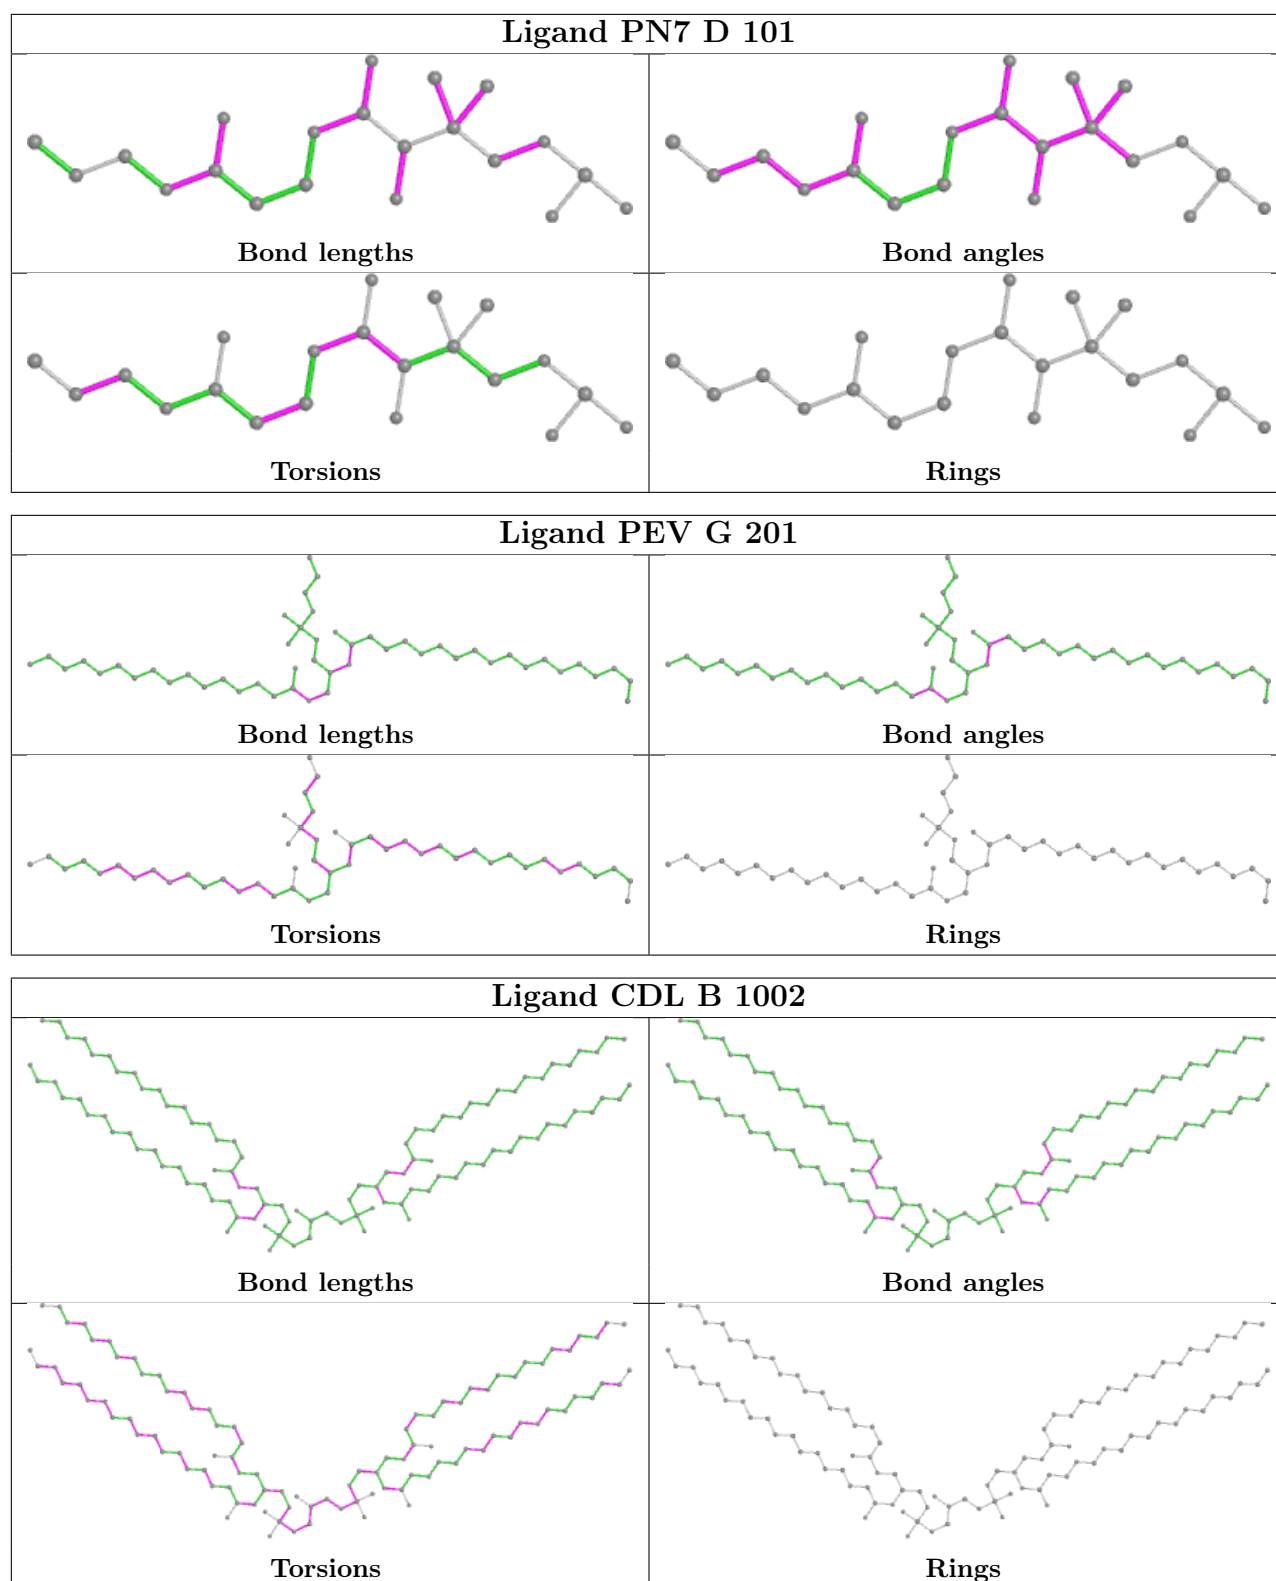 Ligand PN7 D 101
Bond lengths
Bond angles
Torsions
Rings
Ligand PEV G 201
Bond lengths
Bond angles
Torsions
Rings
Ligand CDL B 1002
Bond lengths
Bond angles
Torsions
Rings